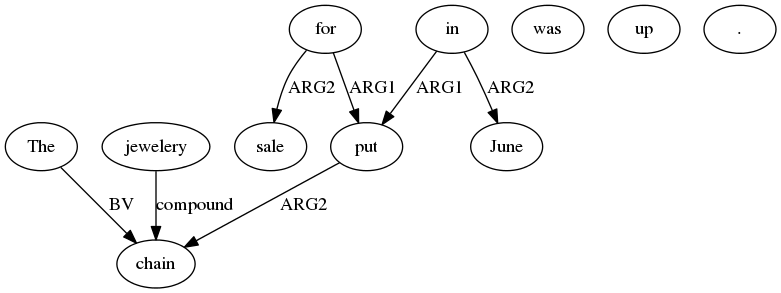 for in was up .
ARG2 ARG1 ARG1 ARG2
The jewelery sale put June
BV compound ARG2
chain